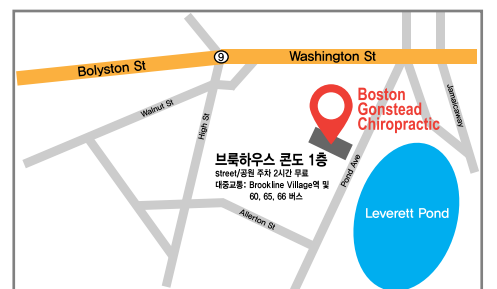 Bolyston St
9
Washington St
Walnut St
High St
Boston
Gonstead
Chiropractic
Jamaicaway
브룩하우스 콘도 1층
street/공원 주차 2시간 무료
대중교통: Brookline Village역 및
60, 65, 66 버스
Pond Ave
Allerton St
Leverett Pond